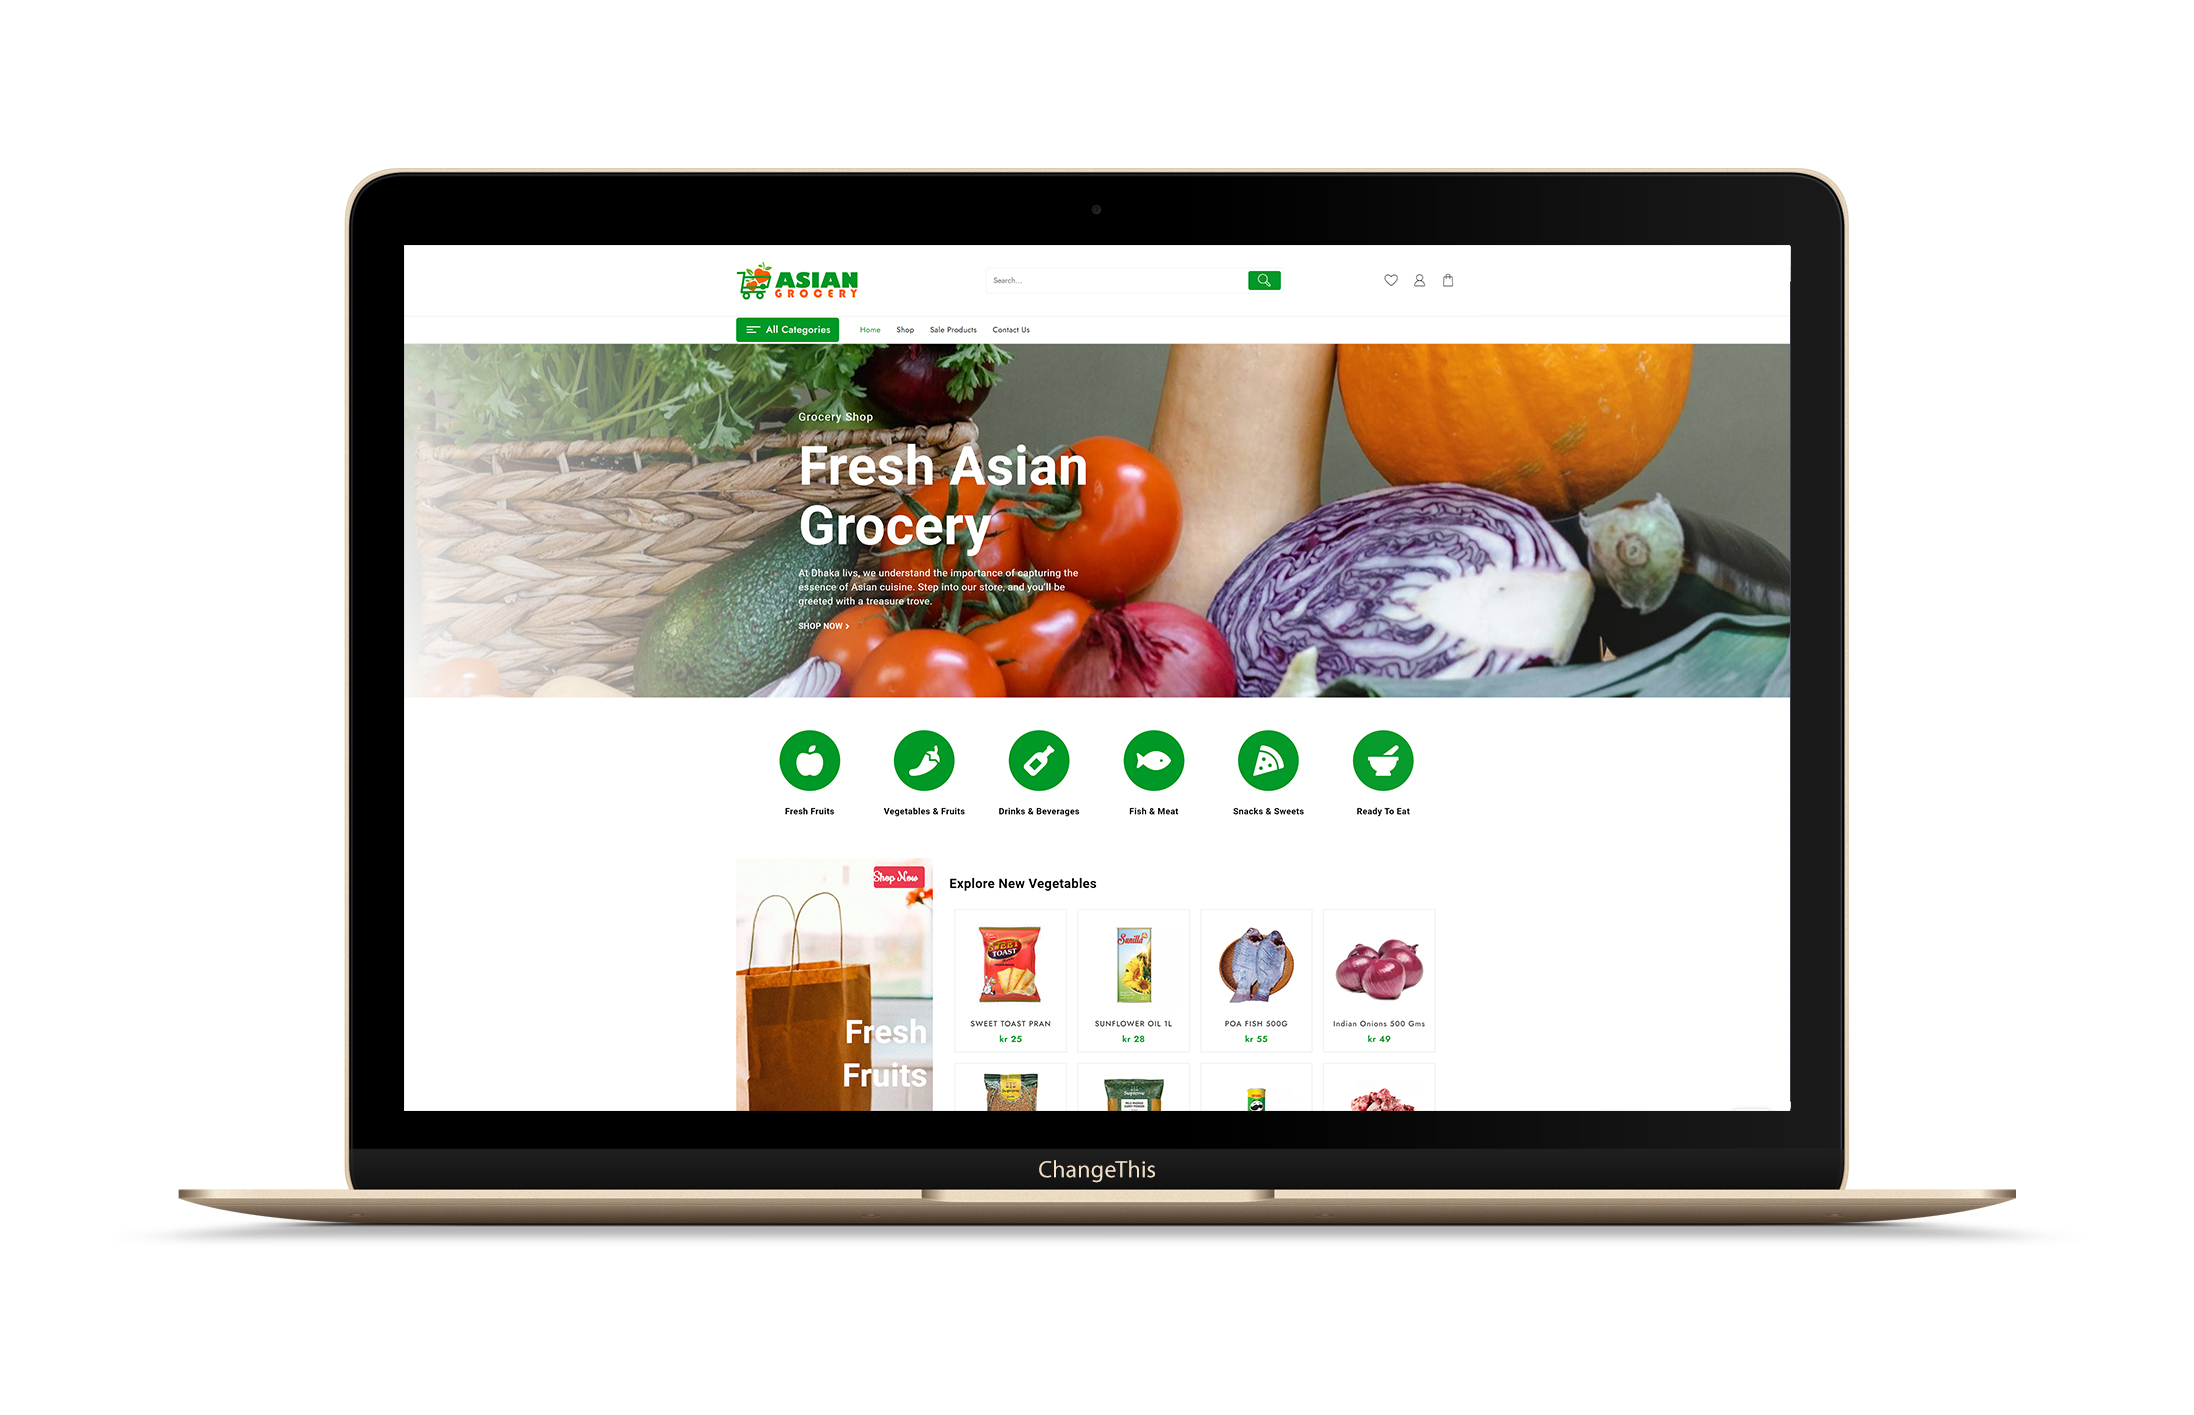 ASIAN
GROCERY
Search...
All Categories
Home
Shop
Sale Products
Contact Us
Grocery Shop
Fresh Asian
Grocery
At Dhaka livs, we understand the importance of capturing the
essence of Asian cuisine. Step into our store, and you'll be
greeted with a treasure trove.
SHOP NOW >
Fresh Fruits
Vegetables & Fruits
Drinks & Beverages
Fish & Meat
Snacks & Sweets
Ready To Eat
Shop Now
Fresh
Fruits
Explore New Vegetables
SWEET
TOAST
Sunilla
SWEET TOAST PRAN
kr 25
SUNFLOWER OIL 1L
kr 28
POA FISH 500G
kr 55
Indian Onions 500 Gms
kr 49
ChangeThis